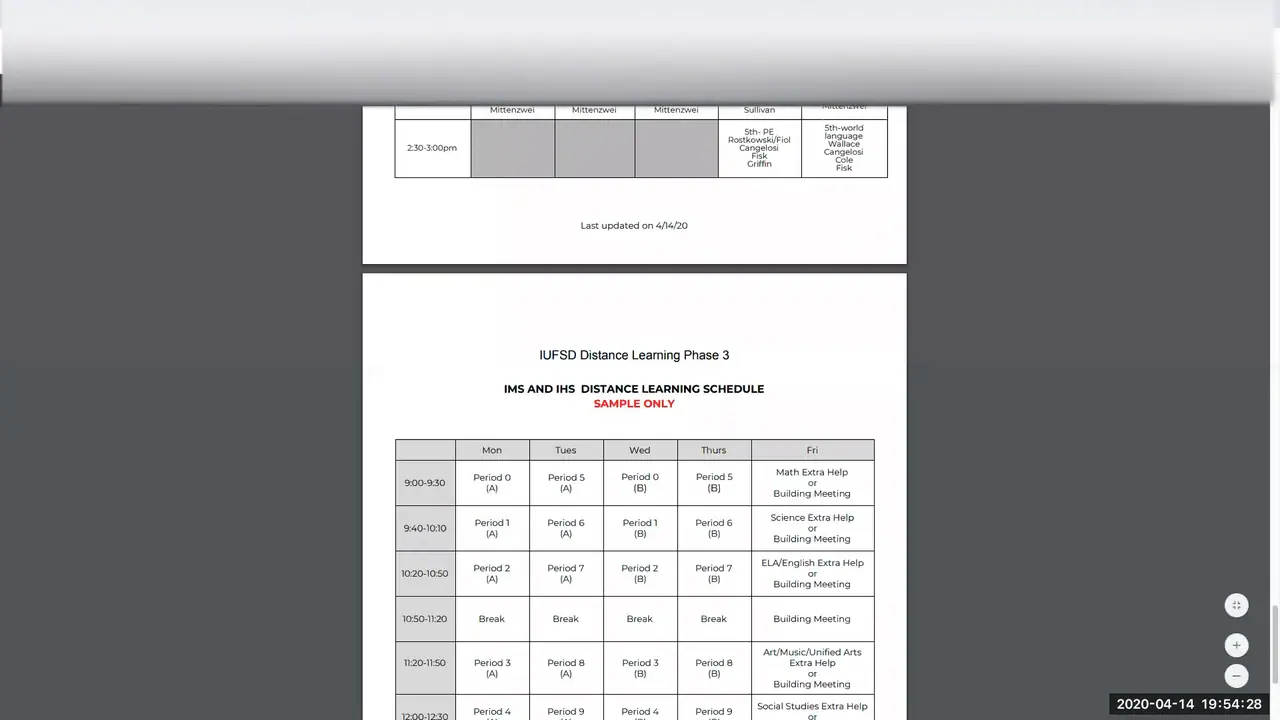 Mittenzwei Mittenzwei Mittenzwei Sullivan Mittenzwei
2:30-3:00pm
5th- PE
Rostkowski/Fiol
Cangelosi
Fisk
Griffin
5th-world
language
Wallace
Cangelosi
Cole
Fisk
Last updated on 4/14/20
IUFSD Distance Learning Phase 3
IMS AND IHS DISTANCE LEARNING SCHEDULE
SAMPLE ONLY
Mon Tues Wed Thurs Fri
9:00-9:30
Period 0
(A)
Period 5
(A)
Period 0
(B)
Period 5
(B)
Math Extra Help
or
Building Meeting
9:40-10:10
Period 1
(A)
Period 6
(A)
Period 1
(B)
Period 6
(B)
Science Extra Help
or
Building Meeting
10:20-10:50
Period 2
(A)
Period 7
(A)
Period 2
(B)
Period 7
(B)
ELA/English Extra Help
or
Building Meeting
10:50-11:20 Break Break Break Break Building Meeting
11:20-11:50
Period 3
(A)
Period 8
(A)
Period 3
(B)
Period 8
(B)
Art/Music/Unified Arts
Extra Help
or
Building Meeting
12:00-12:30
Period 4
(A)
Period 9
(A)
Period 4
(B)
Period 9
(B)
Social Studies Extra Help
or
2020-04-14 19:54:28